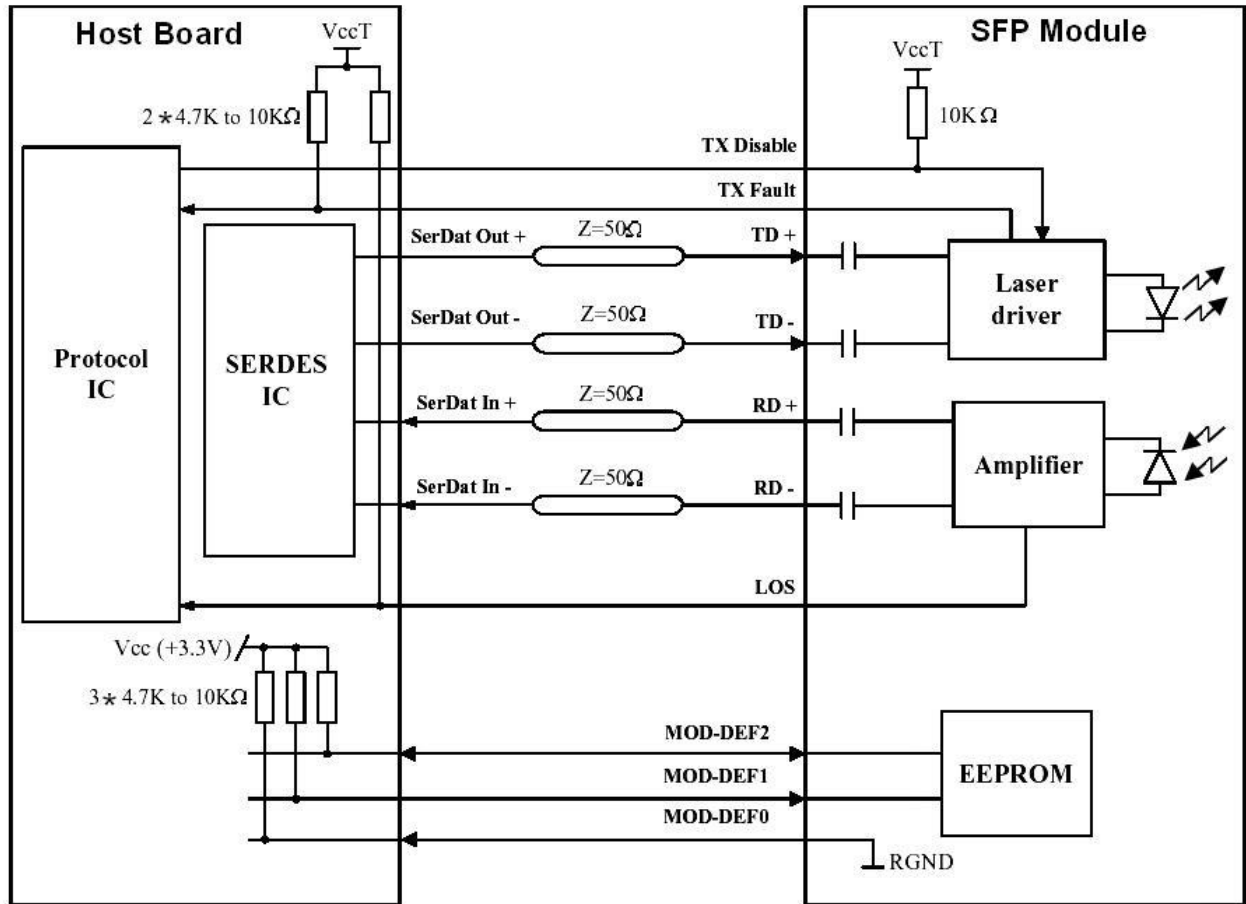 Host Board
SFP Module
VccT
VccT
2 * 4.7K to 10KΩ
10K Ω
TX Disable
TX Fault
SerDat Out +
Z=50Ω
TD +
Laser
driver
SerDat Out -
Z=50Ω
TD -
Protocol
IC
SERDES
IC
SerDat In +
Z=50Ω
RD +
Amplifier
SerDat In -
Z=50Ω
RD -
LOS
Vcc (+3.3V)
3 * 4.7K to 10KΩ
MOD-DEF2
EEPROM
MOD-DEF1
MOD-DEF0
RGND